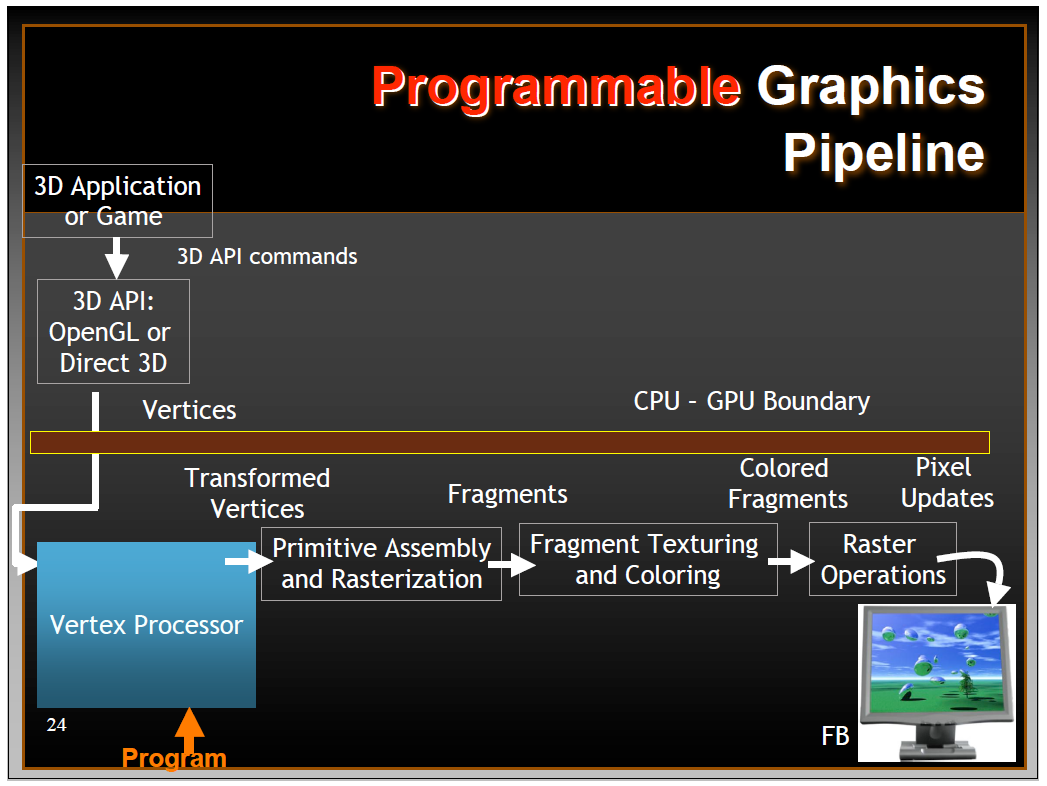 Programmable Graphics
Pipeline
3D Application
or Game
3D API commands
3D API:
OpenGL or
Direct 3D
Vertices
CPU – GPU Boundary
Transformed
Vertices
Fragments
Colored
Fragments
Pixel
Updates
Vertex Processor
Primitive Assembly
and Rasterization
Fragment Texturing
and Coloring
Raster
Operations
24
Program
FB